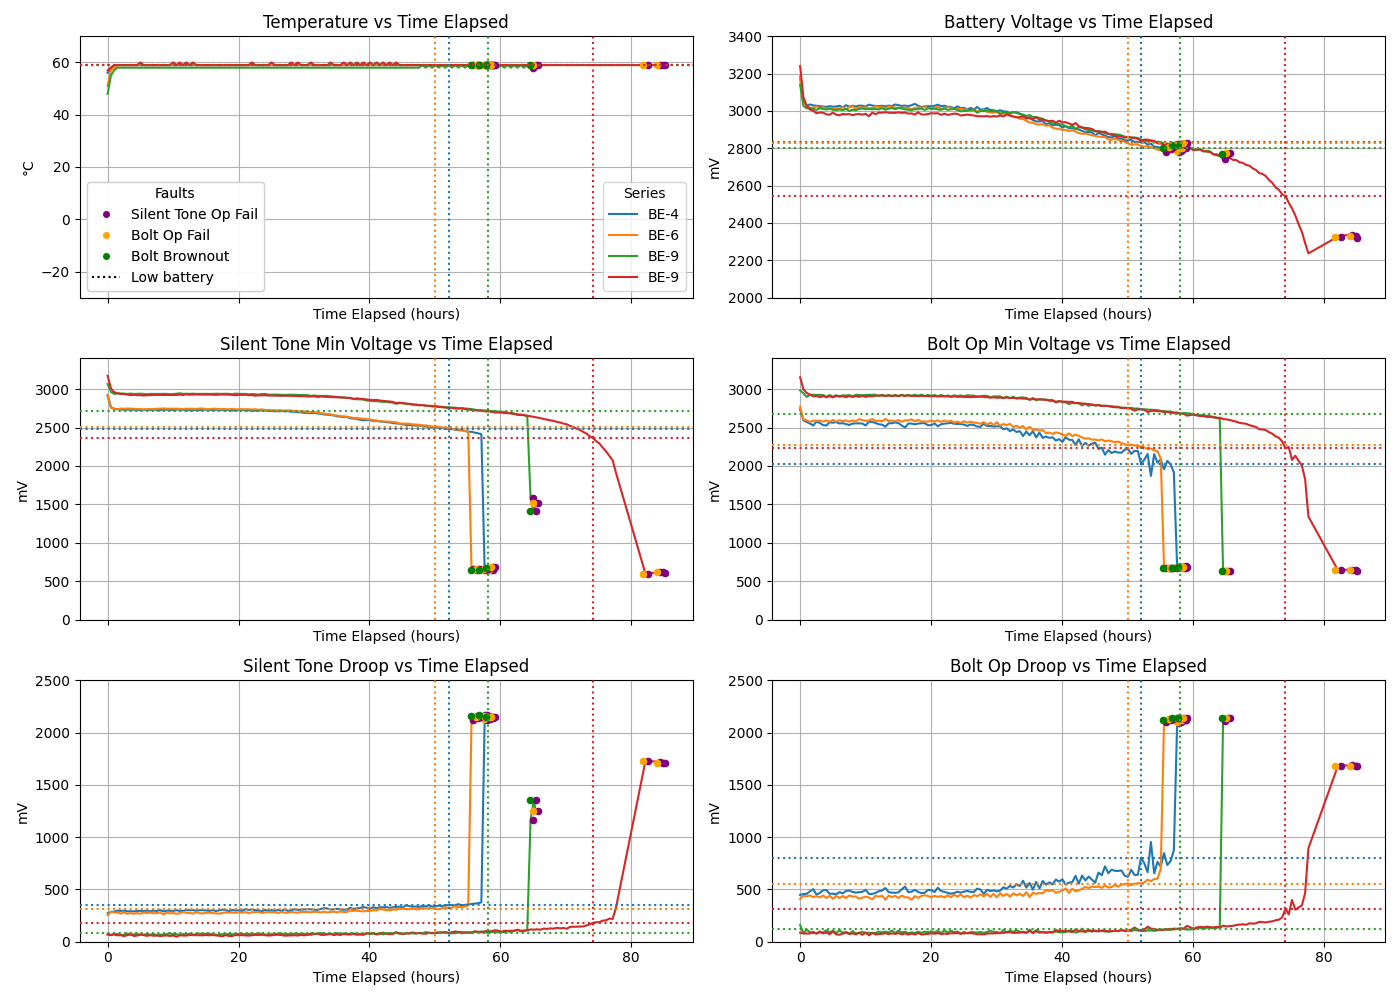 Temperature vs Time Elapsed
60
40
20
0
−20
°C
Faults
Silent Tone Op Fail
Bolt Op Fail
Bolt Brownout
Low battery
Series
BE-4
BE-6
BE-9
BE-9
Time Elapsed (hours)
Battery Voltage vs Time Elapsed
3400
3200
3000
2800
2600
2400
2200
2000
mV
Time Elapsed (hours)
Silent Tone Min Voltage vs Time Elapsed
3000
2500
2000
1500
1000
500
0
mV
Time Elapsed (hours)
Bolt Op Min Voltage vs Time Elapsed
3000
2500
2000
1500
1000
500
0
mV
Time Elapsed (hours)
Silent Tone Droop vs Time Elapsed
2500
2000
1500
1000
500
0
mV
0 20 40 60 80
Time Elapsed (hours)
Bolt Op Droop vs Time Elapsed
2500
2000
1500
1000
500
0
mV
0 20 40 60 80
Time Elapsed (hours)